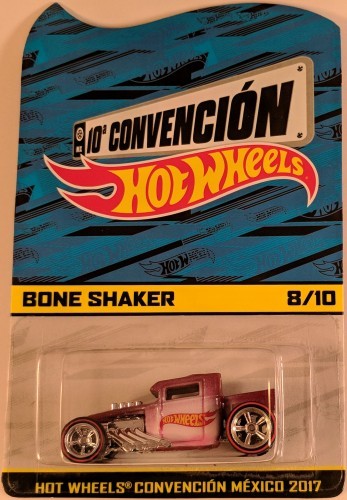 10ª CONVENCIÓN
HOT WHEELS
BONE SHAKER
8/10
HOT WHEELS
HOT WHEELS® CONVENCIÓN MÉXICO 2017